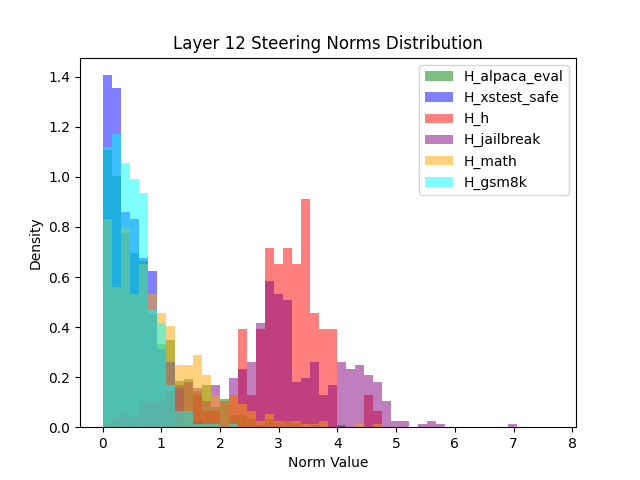 Layer 12 Steering Norms Distribution
H_alpaca_eval
H_xstest_safe
H_h
H_jailbreak
H_math
H_gsm8k
Density
1.4
1.2
1.0
0.8
0.6
0.4
0.2
0.0
0 1 2 3 4 5 6 7 8
Norm Value